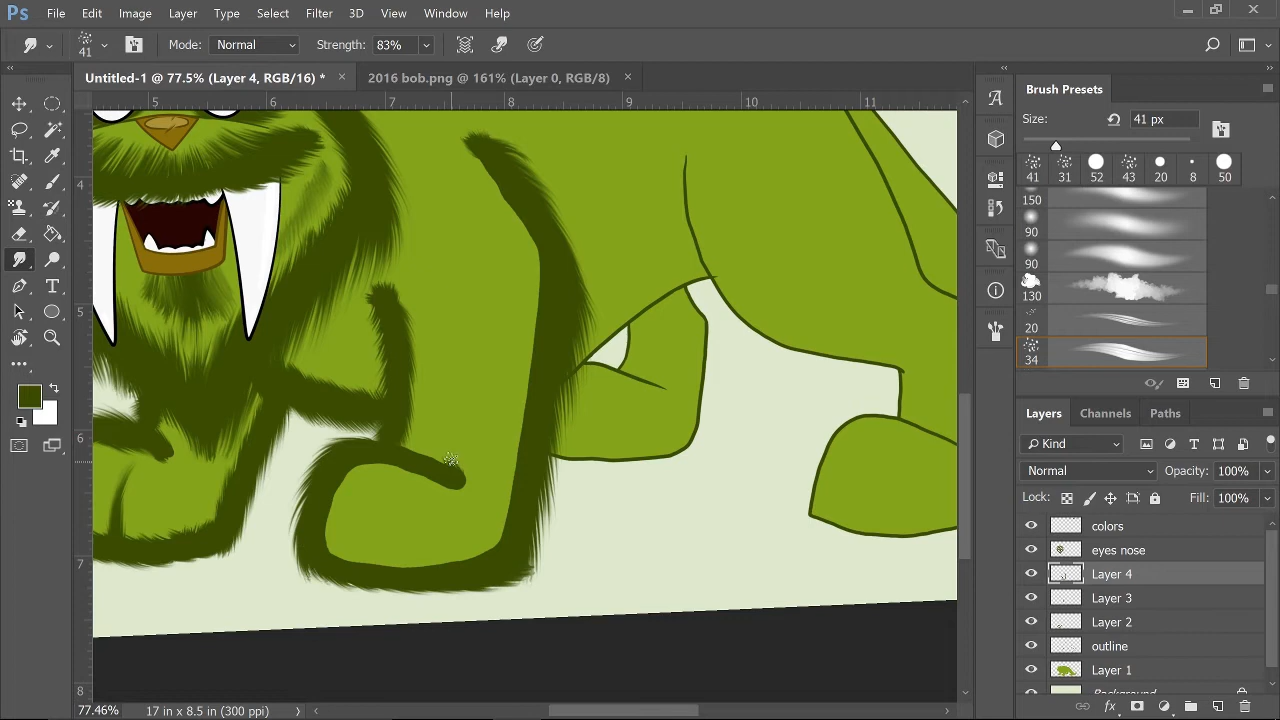 Ps File Edit Image Layer Type Select Filter 3D View Window Help
41 Mode: Normal Strength: 83%
Untitled-1 @ 77.5% (Layer 4, RGB/16) * × 2016 bob.png @ 161% (Layer 0, RGB/8) ×
5 6 7 8 9 10 11
4
5
6
7
8
Brush Presets
Size: 41 px
41 31 52 43 20 8 50
150
90
90
130
20
34
Layers Channels Paths
Kind
Normal Opacity: 100%
Lock: Fill: 100%
colors
eyes nose
Layer 4
Layer 3
Layer 2
outline
Layer 1
Background
fx
77.46% 17 in x 8.5 in (300 ppi)